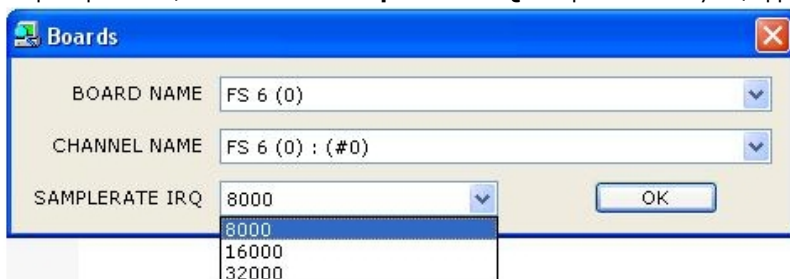 Boards
BOARD NAME FS 6 (0)
CHANNEL NAME FS 6 (0) : (#0)
SAMPLERATE IRQ 8000 OK
8000
16000
32000